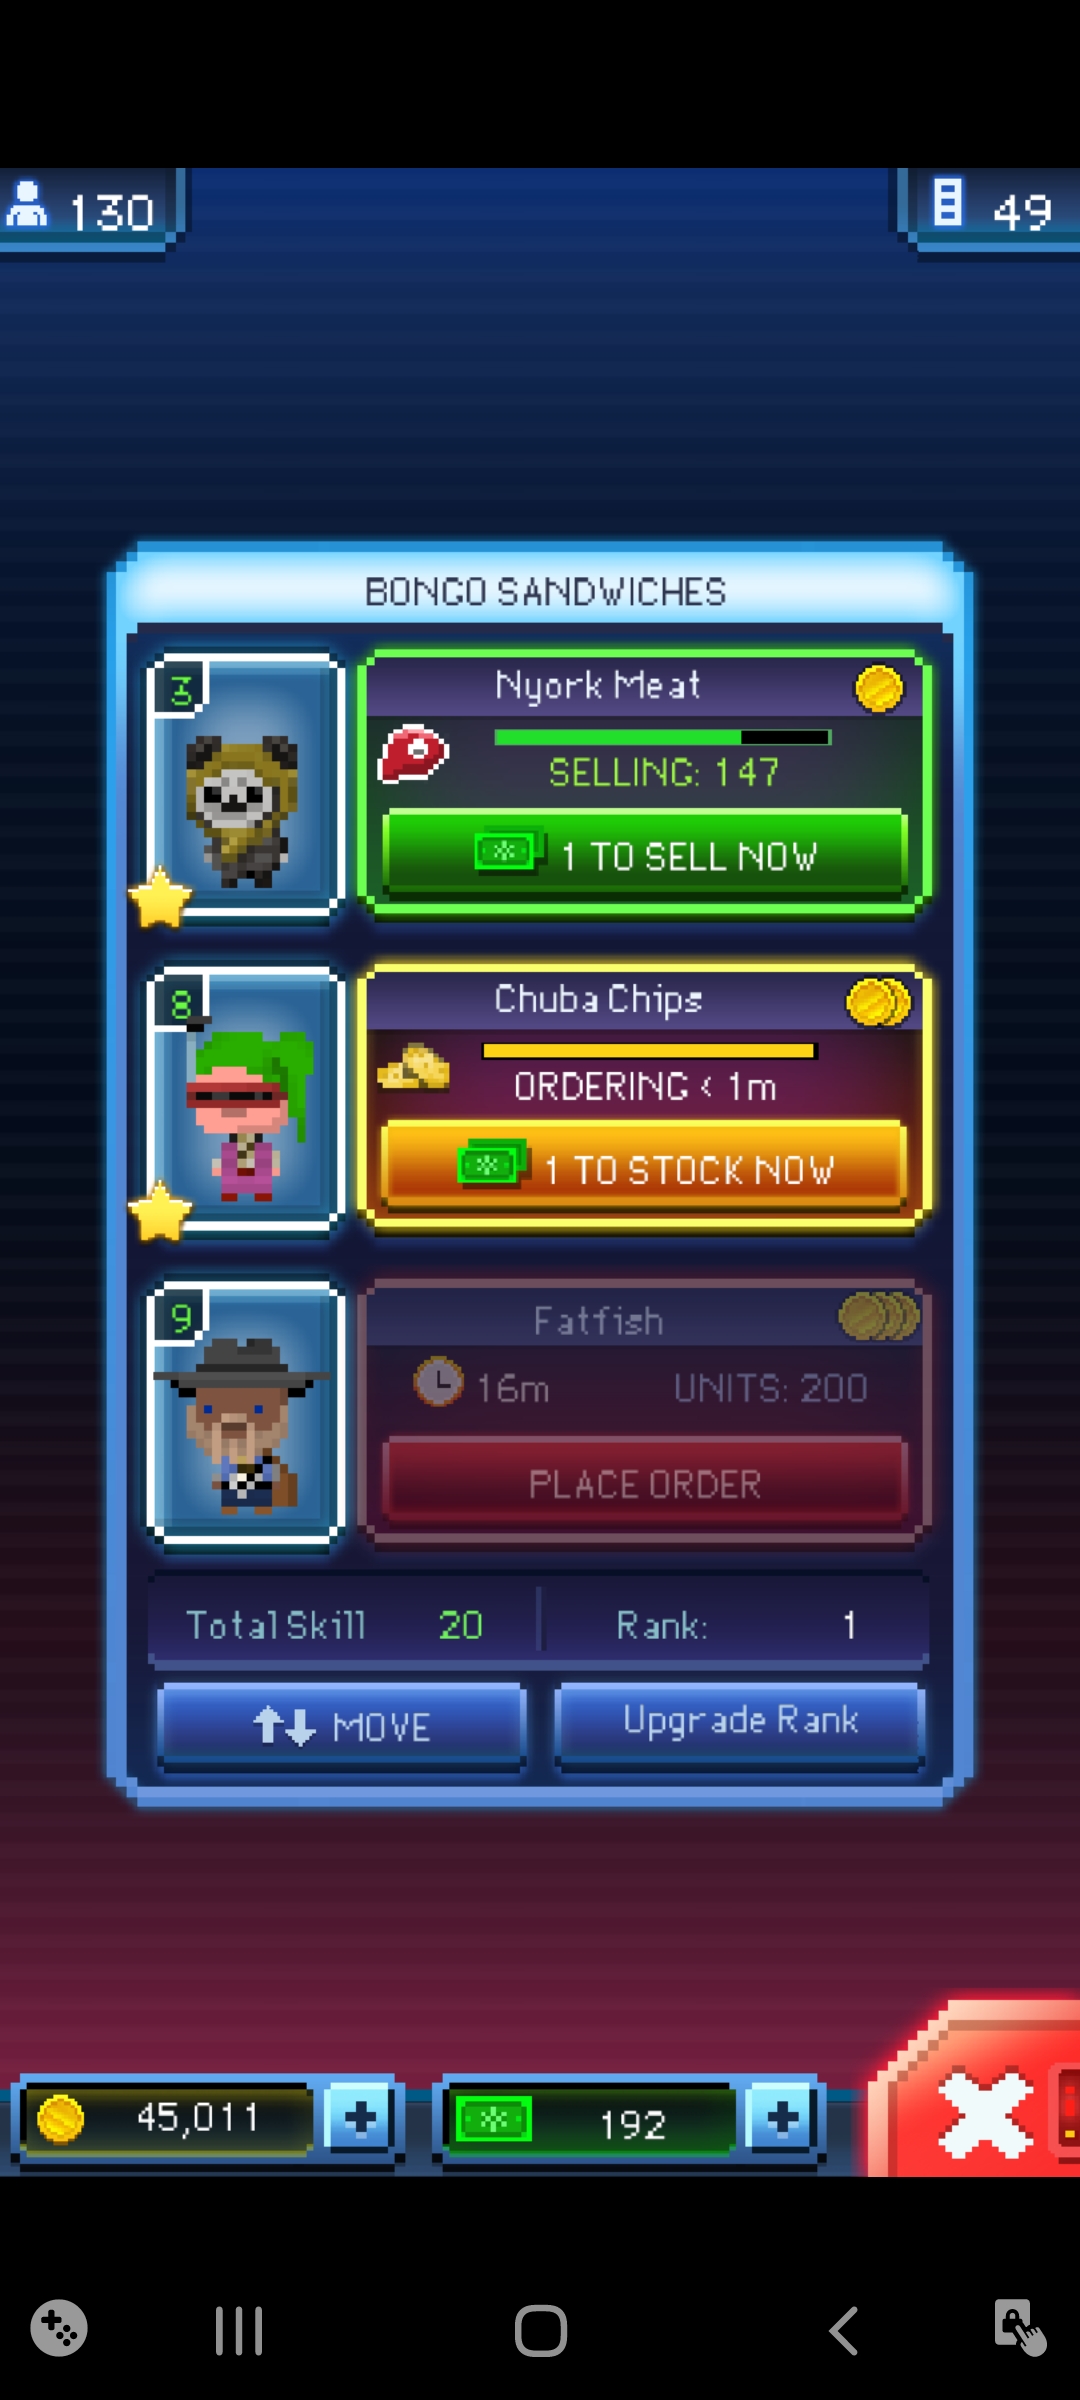 130
49
BONGO SANDWICHES
3
Nyork Meat
SELLING: 147
1 TO SELL NOW
8
Chuba Chips
ORDERING < 1m
1 TO STOCK NOW
9
Fatfish
16m UNITS: 200
PLACE ORDER
Total Skill 20 Rank: 1
MOVE Upgrade Rank
45,011 192